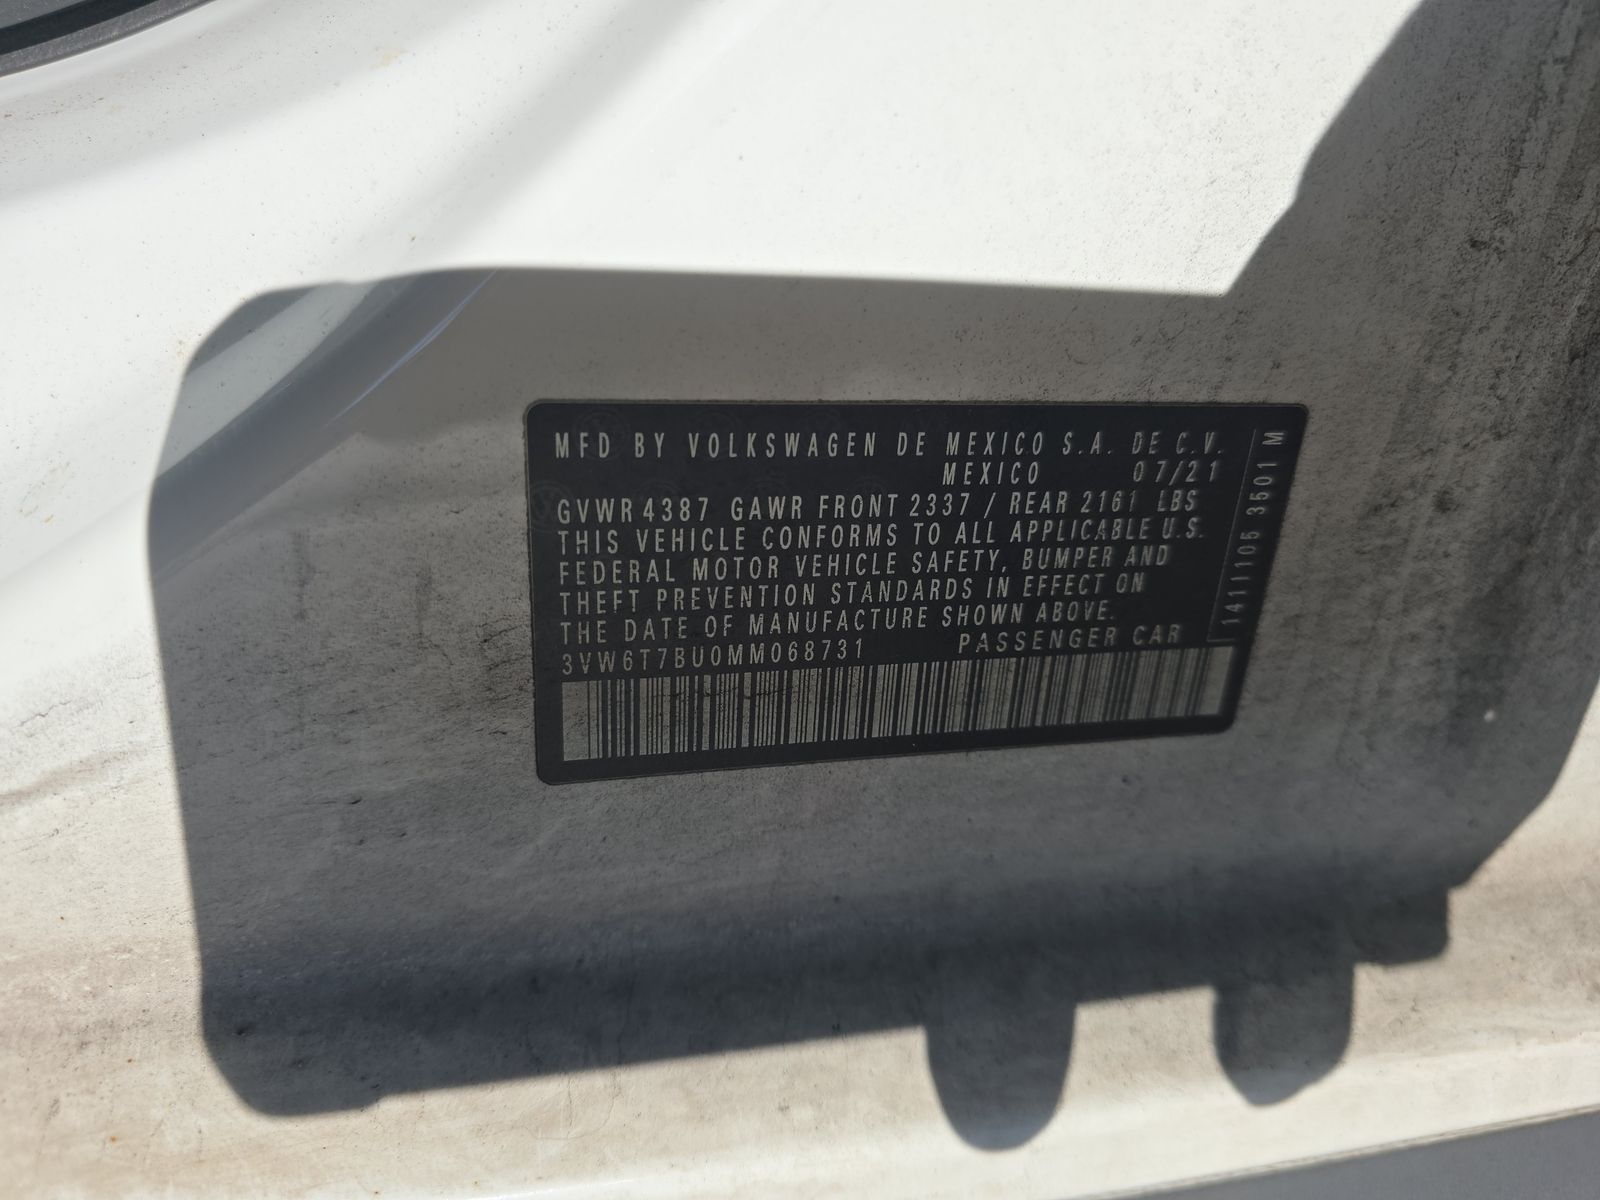 MFD BY VOLKSWAGEN DE MEXICO S.A. DE C.V.
MEXICO 07/21
GVWR 4387 GAWR FRONT 2337 / REAR 2161 LBS
THIS VEHICLE CONFORMS TO ALL APPLICABLE U.S.
FEDERAL MOTOR VEHICLE SAFETY, BUMPER AND
THEFT PREVENTION STANDARDS IN EFFECT ON
THE DATE OF MANUFACTURE SHOWN ABOVE.
3VW6T7BU0MM068731 PASSENGER CAR
1411105 3501 M